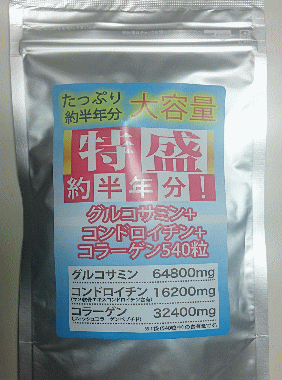 たっぷり
約半年分
大容量
特盛
約半年分！
グルコサミン+
コンドロイチン+
コラーゲン540粒
グルコサミン 64800mg
コンドロイチン 16200mg
コラーゲン 32400mg